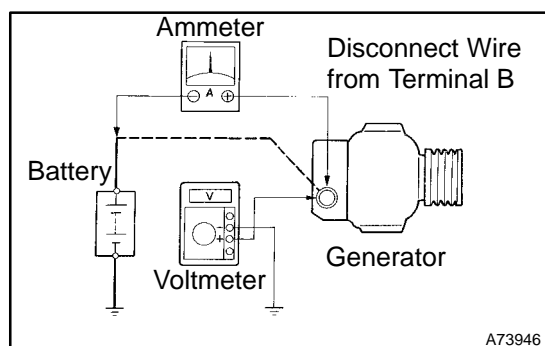 Ammeter
Disconnect Wire
from Terminal B
A
Battery
V
Generator
Voltmeter
A73946